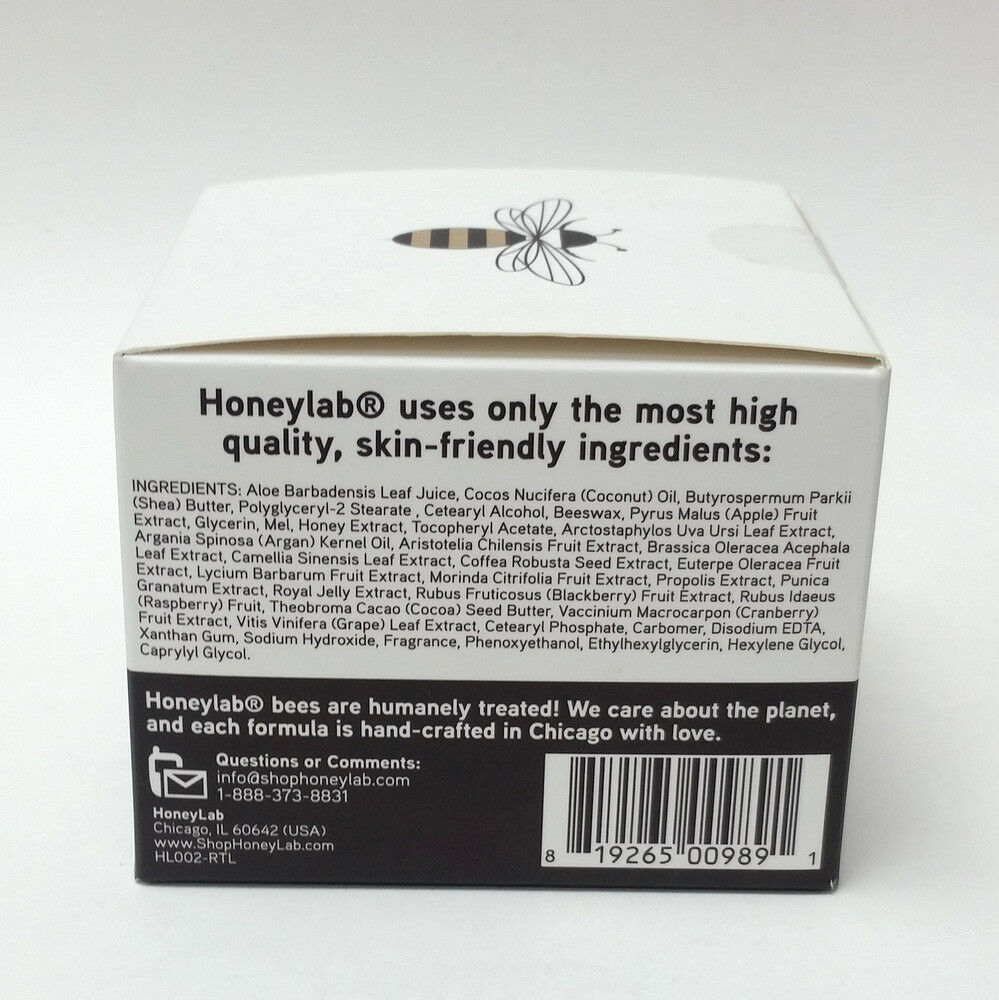 Honeylab® uses only the most high
quality, skin-friendly ingredients:
INGREDIENTS: Aloe Barbadensis Leaf Juice, Cocos Nucifera (Coconut) Oil, Butyrospermum Parkii
(Shea) Butter, Polyglyceryl-2 Stearate , Cetearyl Alcohol, Beeswax, Pyrus Malus (Apple) Fruit
Extract, Glycerin, Mel, Honey Extract, Tocopheryl Acetate, Arctostaphylos Uva Ursi Leaf Extract,
Argania Spinosa (Argan) Kernel Oil, Aristotelia Chilensis Fruit Extract, Brassica Oleracea Acephala
Leaf Extract, Camellia Sinensis Leaf Extract, Coffea Robusta Seed Extract, Euterpe Oleracea Fruit
Extract, Lycium Barbarum Fruit Extract, Morinda Citrifolia Fruit Extract, Propolis Extract, Punica
Granatum Extract, Royal Jelly Extract, Rubus Fruticosus (Blackberry) Fruit Extract, Rubus Idaeus
(Raspberry) Fruit, Theobroma Cacao (Cocoa) Seed Butter, Vaccinium Macrocarpon (Cranberry)
Fruit Extract, Vitis Vinifera (Grape) Leaf Extract, Cetearyl Phosphate, Carbomer, Disodium EDTA,
Xanthan Gum, Sodium Hydroxide, Fragrance, Phenoxyethanol, Ethylhexylglycerin, Hexylene Glycol,
Caprylyl Glycol.
Honeylab® bees are humanely treated! We care about the planet,
and each formula is hand-crafted in Chicago with love.
Questions or Comments:
info@shophoneylab.com
1-888-373-8831
HoneyLab
Chicago, IL 60642 (USA)
www.ShopHoneyLab.com
HL002-RTL
8 19265 00989 1